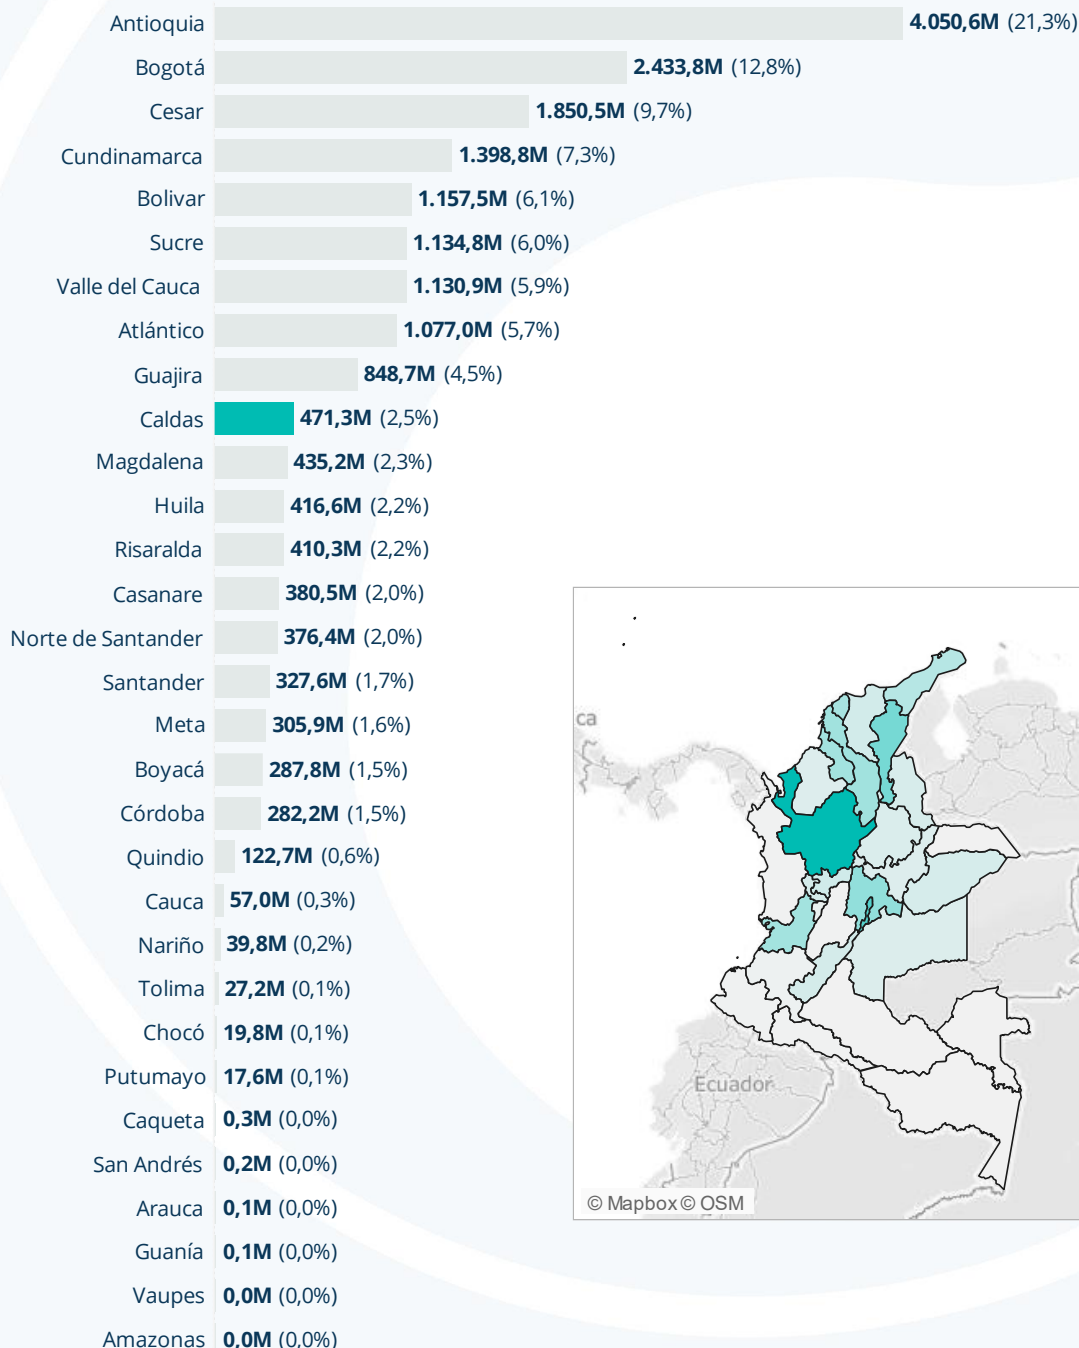 Antioquia 4.050,6M (21,3%)
Bogotá 2.433,8M (12,8%)
Cesar 1.850,5M (9,7%)
Cundinamarca 1.398,8M (7,3%)
Bolivar 1.157,5M (6,1%)
Sucre 1.134,8M (6,0%)
Valle del Cauca 1.130,9M (5,9%)
Atlántico 1.077,0M (5,7%)
Guajira 848,7M (4,5%)
Caldas 471,3M (2,5%)
Magdalena 435,2M (2,3%)
Huila 416,6M (2,2%)
Risaralda 410,3M (2,2%)
Casanare 380,5M (2,0%)
Norte de Santander 376,4M (2,0%)
Santander 327,6M (1,7%)
Meta 305,9M (1,6%)
Boyacá 287,8M (1,5%)
Córdoba 282,2M (1,5%)
Quindio 122,7M (0,6%)
Cauca 57,0M (0,3%)
Nariño 39,8M (0,2%)
Tolima 27,2M (0,1%)
Chocó 19,8M (0,1%)
Putumayo 17,6M (0,1%)
Caqueta 0,3M (0,0%)
San Andrés 0,2M (0,0%)
Arauca 0,1M (0,0%)
Guanía 0,1M (0,0%)
Vaupes 0,0M (0,0%)
Amazonas 0,0M (0,0%)
ca
Ecuador
© Mapbox © OSM